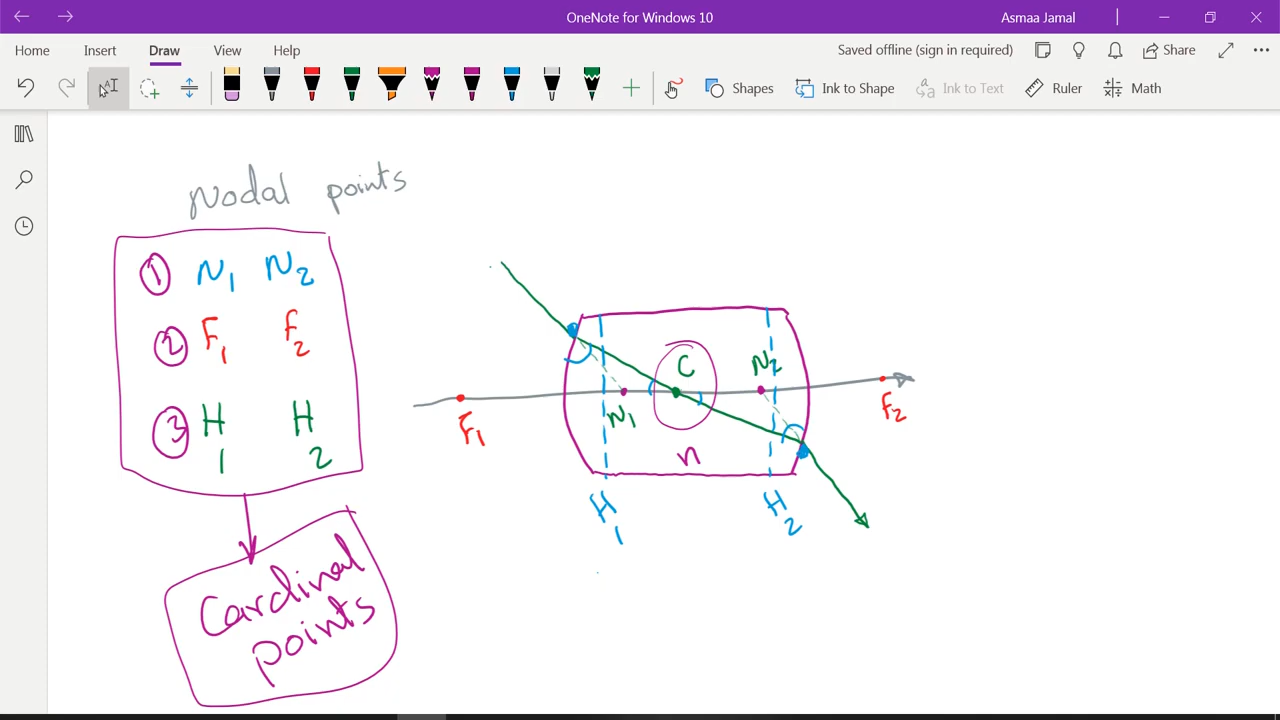 OneNote for Windows 10
Asmaa Jamal
Home Insert Draw View Help
Saved offline (sign in required)
Share
Shapes
Ink to Shape
Ink to Text
Ruler
Math
Nodal points
1 N1 N2
2 F1 F2
3 H1 H2
Cardinal
points
C
N2
F1
N1
F2
n
H1
H2